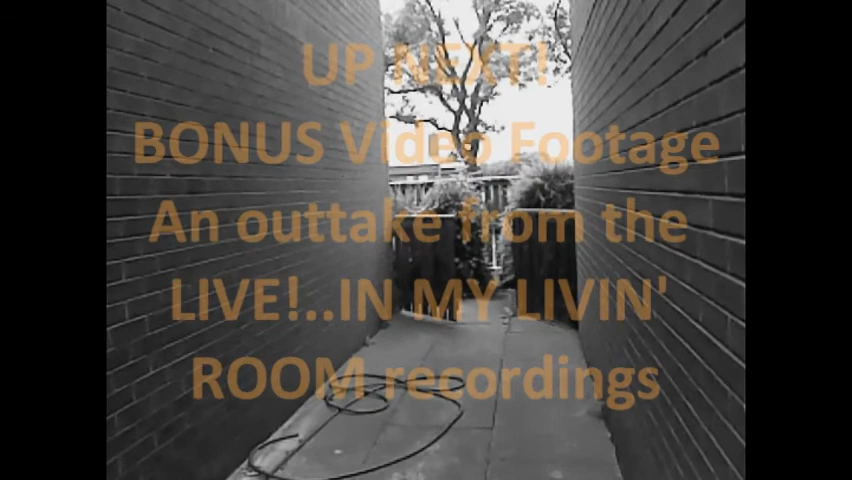 UP NEXT!
BONUS Video Footage
An outtake from the
LIVE!..IN MY LIVIN'
ROOM recordings